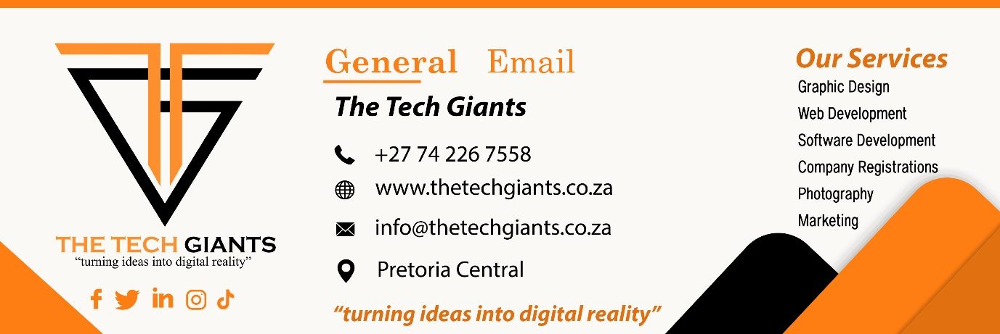 THE TECH GIANTS
“turning ideas into digital reality”
General Email
The Tech Giants
+27 74 226 7558
www.thetechgiants.co.za
info@thetechgiants.co.za
Pretoria Central
“turning ideas into digital reality”
Our Services
Graphic Design
Web Development
Software Development
Company Registrations
Photography
Marketing